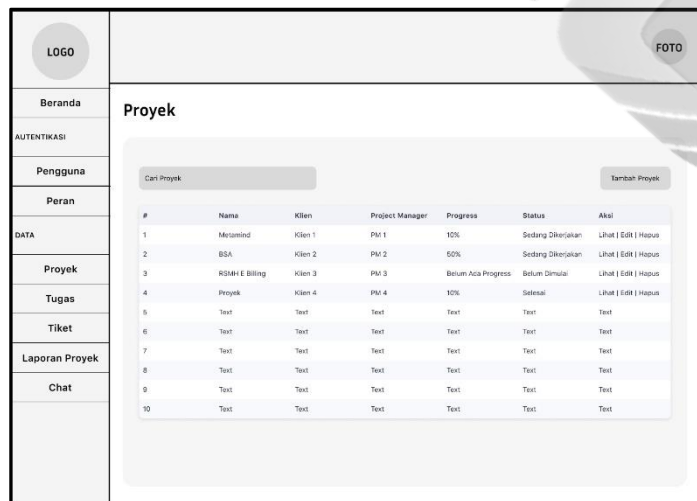 LOGO
FOTO
Beranda
AUTENTIKASI
Pengguna
Peran
DATA
Proyek
Tugas
Tiket
Laporan Proyek
Chat
Proyek
Cari Proyek
Tambah Proyek
# Nama Klien Project Manager Progress Status Aksi
1 Metamind Klien 1 PM 1 10% Sedang Dikerjakan Lihat | Edit | Hapus
2 BSA Klien 2 PM 2 50% Sedang Dikerjakan Lihat | Edit | Hapus
3 RSMH E Billing Klien 3 PM 3 Belum Ada Progress Belum Dimulai Lihat | Edit | Hapus
4 Proyek Klien 4 PM 4 10% Selesai Lihat | Edit | Hapus
5 Text Text Text Text Text Text
6 Text Text Text Text Text Text
7 Text Text Text Text Text Text
8 Text Text Text Text Text Text
9 Text Text Text Text Text Text
10 Text Text Text Text Text Text